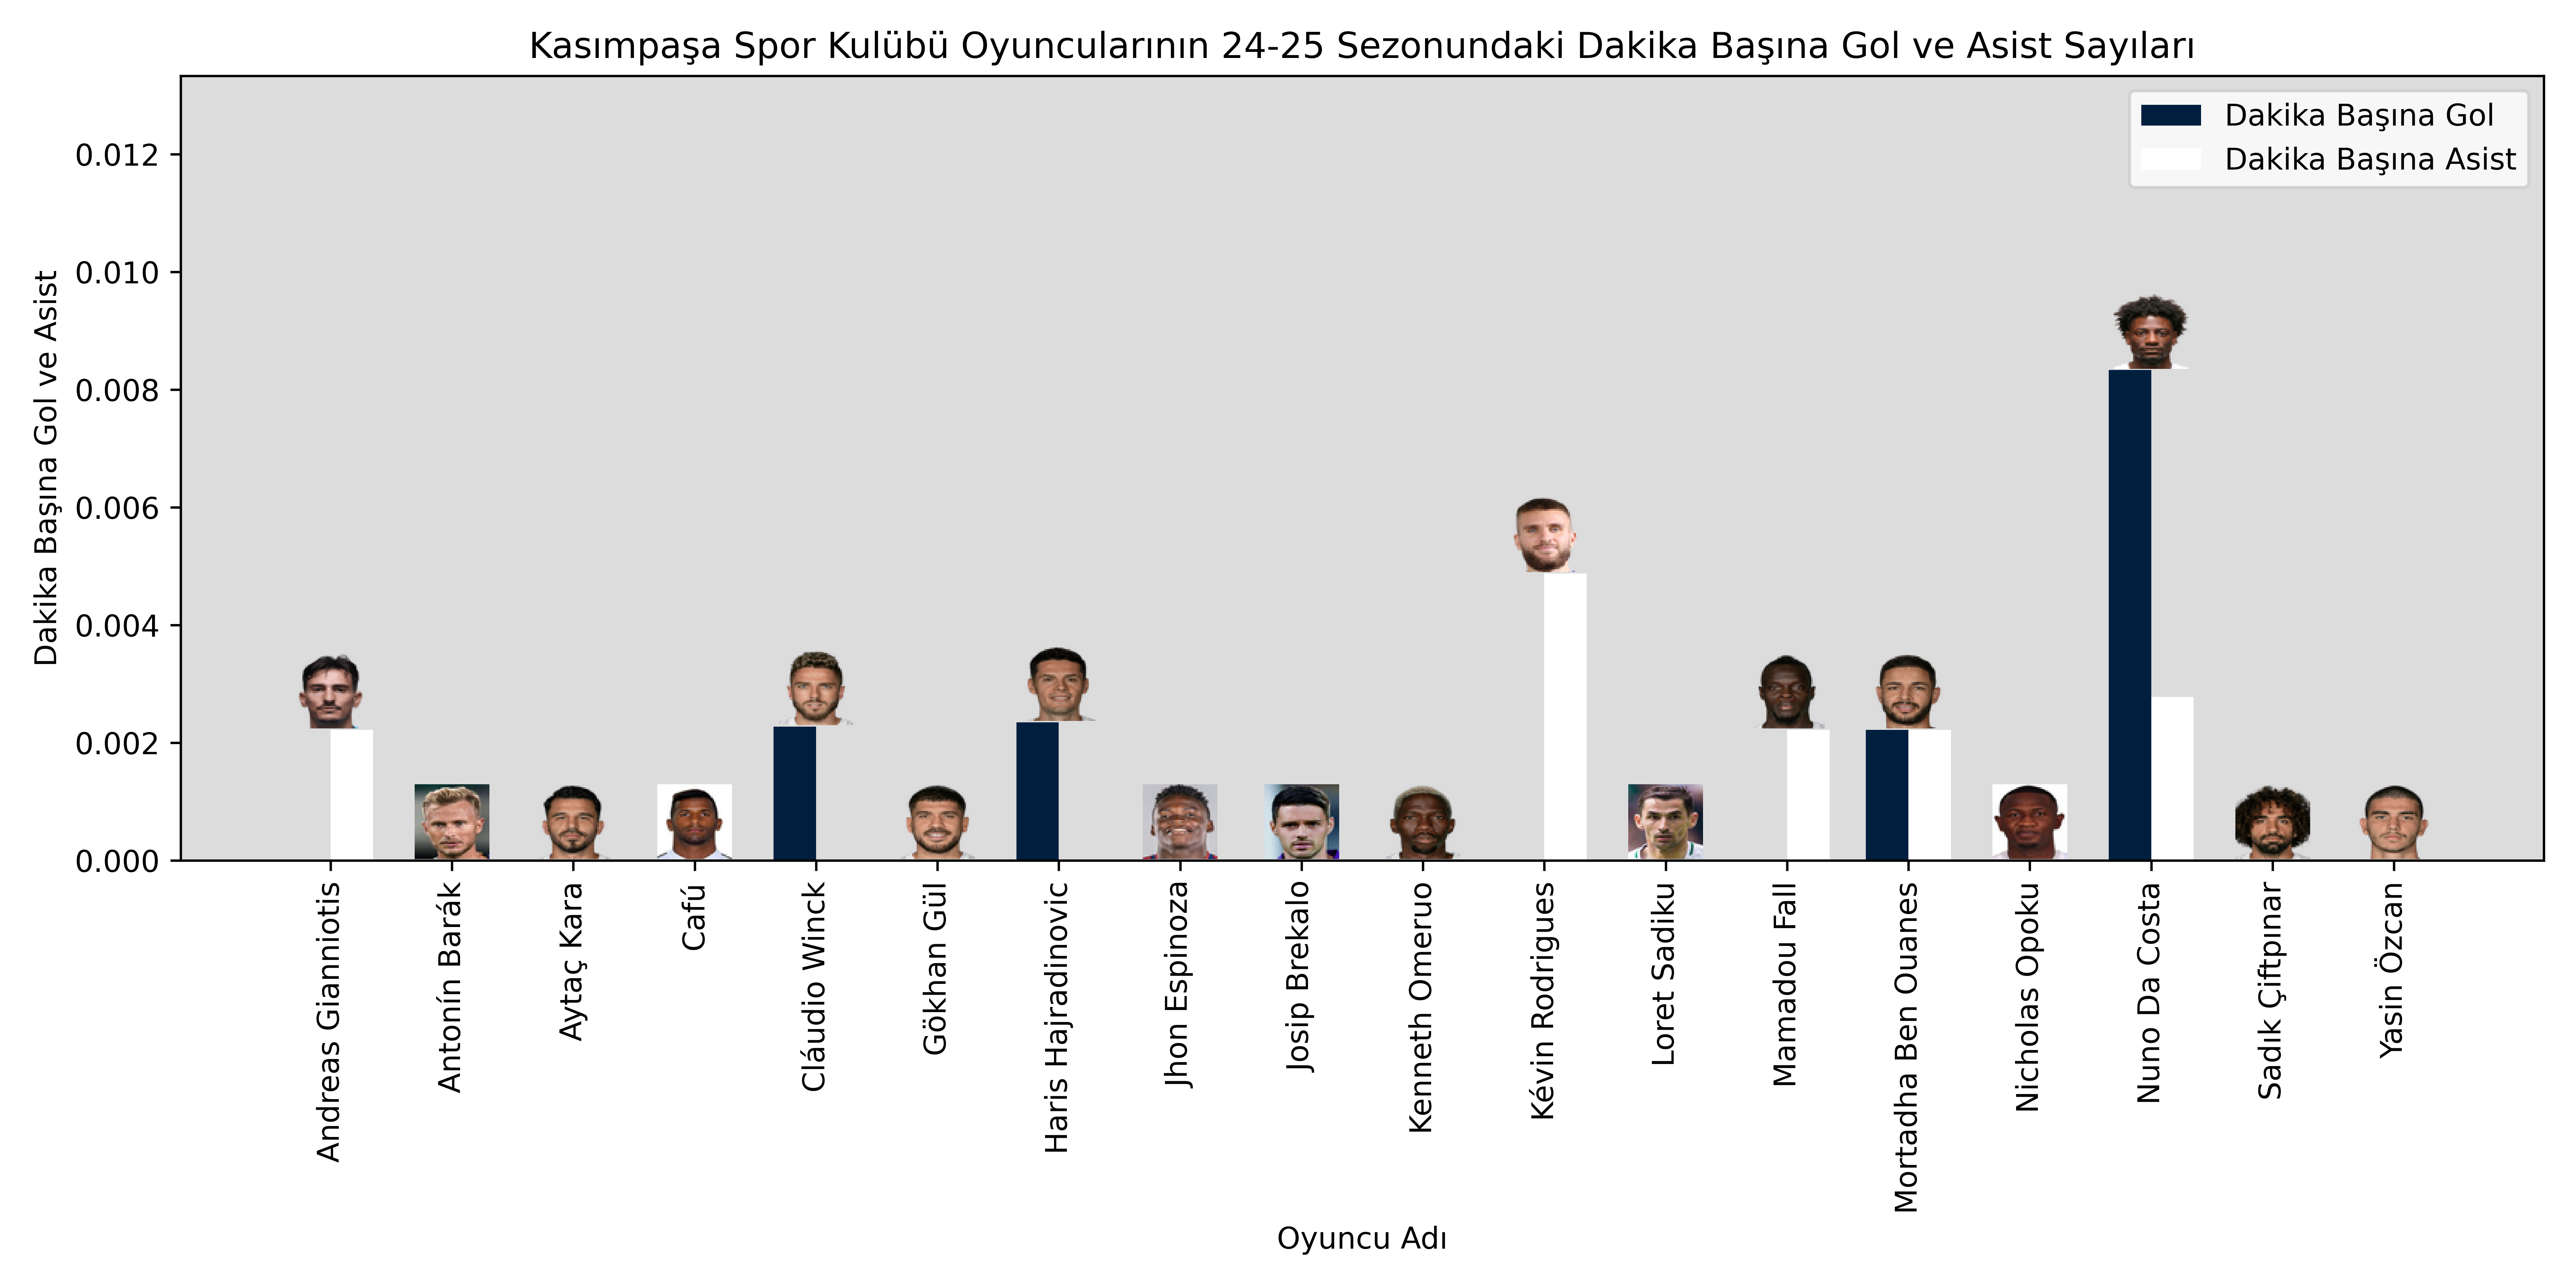 Kasımpaşa Spor Kulübü Oyuncularının 24-25 Sezonundaki Dakika Başına Gol ve Asist Sayıları
Dakika Başına Gol
Dakika Başına Asist
Dakika Başına Gol ve Asist
0.012
0.010
0.008
0.006
0.004
0.002
0.000
Andreas Gianniotis
Antonín Barák
Aytaç Kara
Cafú
Cláudio Winck
Gökhan Gül
Haris Hajradinovic
Jhon Espinoza
Josip Brekalo
Kenneth Omeruo
Kévin Rodrigues
Loret Sadiku
Mamadou Fall
Mortadha Ben Ouanes
Nicholas Opoku
Nuno Da Costa
Sadık Çiftpınar
Yasin Özcan
Oyuncu Adı